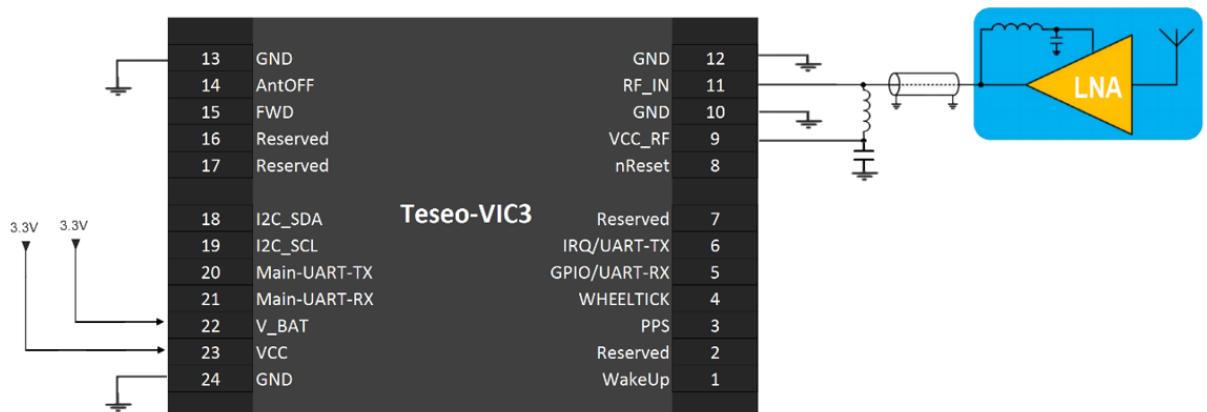 13 GND GND 12
14 AntOFF RF_IN 11
15 FWD GND 10
16 Reserved VCC_RF 9
17 Reserved nReset 8
Teseo-VIC3
18 I2C_SDA Reserved 7
3.3V 3.3V
19 I2C_SCL IRQ/UART-TX 6
20 Main-UART-TX GPIO/UART-RX 5
21 Main-UART-RX WHEELTICK 4
22 V_BAT PPS 3
23 VCC Reserved 2
24 GND WakeUp 1
LNA